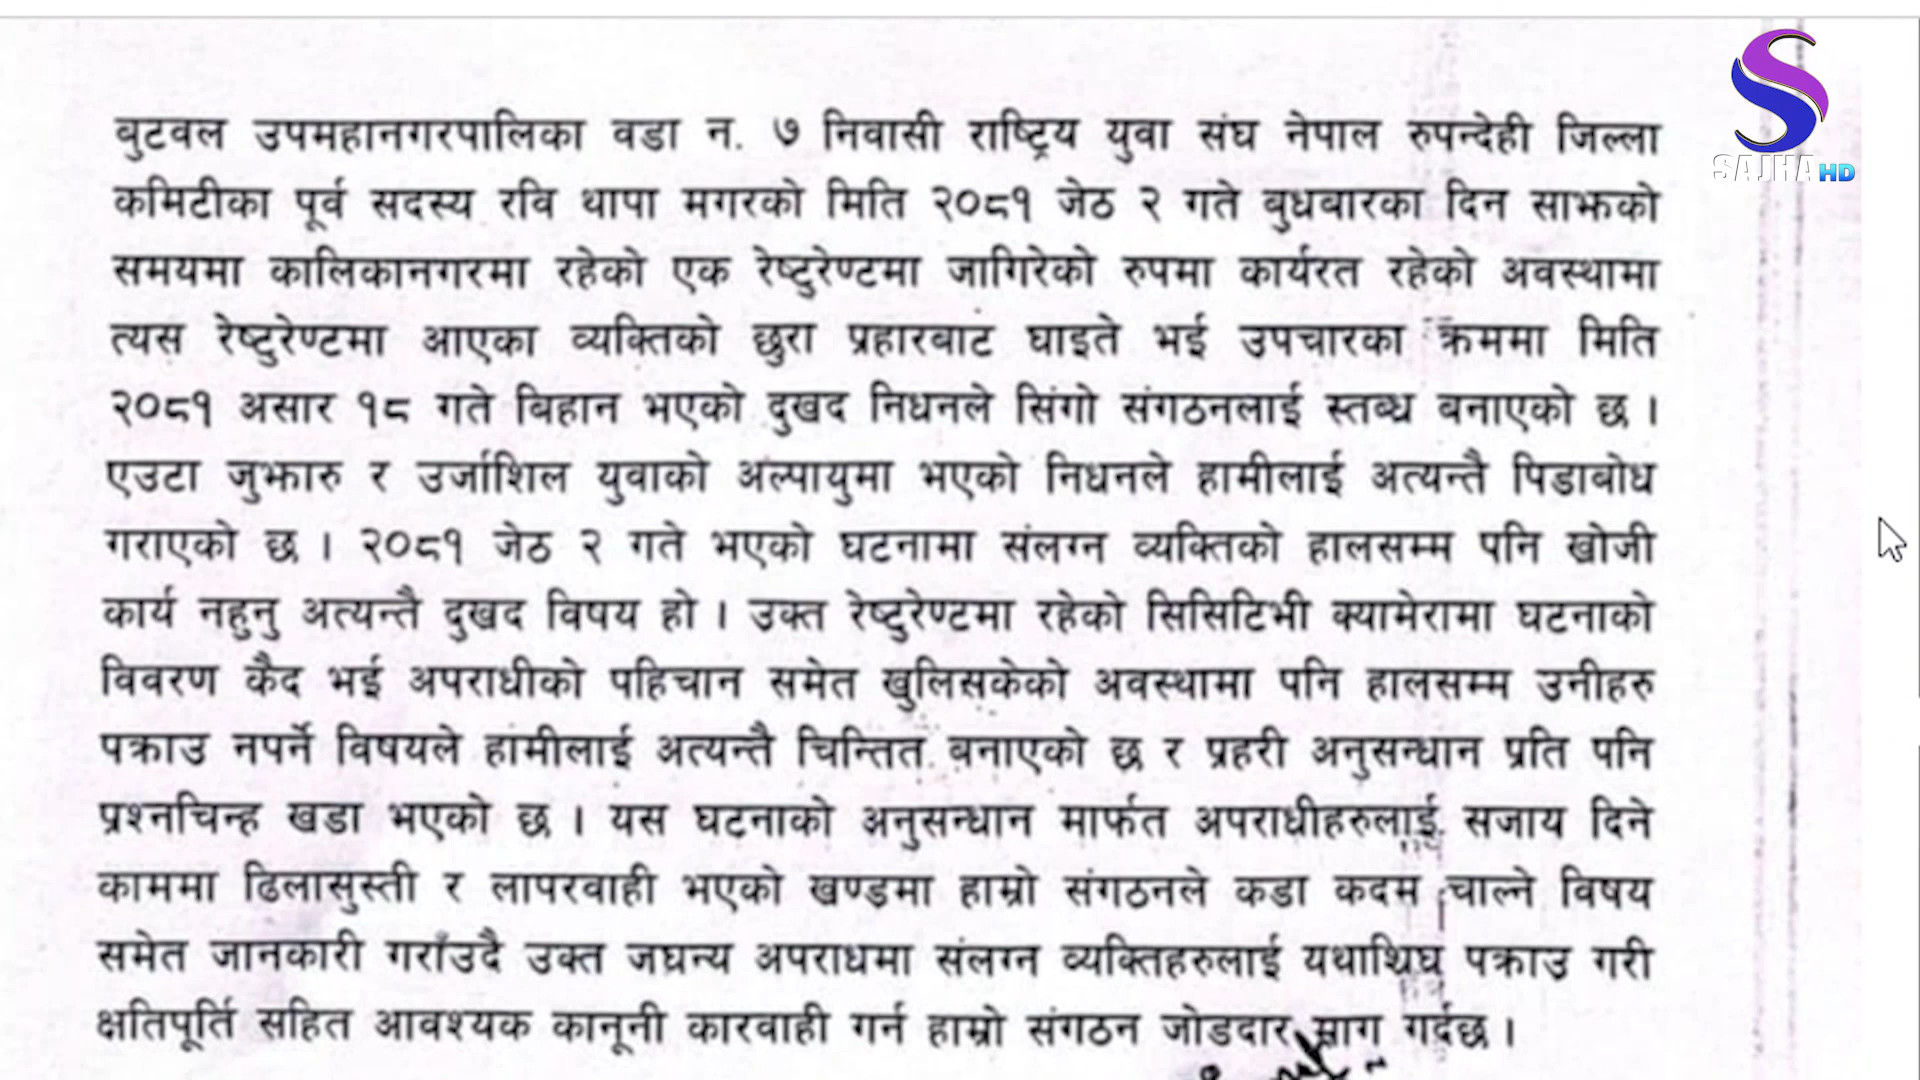 SAJHA HD
बुटवल उपमहानगरपालिका वडा न. ७ निवासी राष्ट्रिय युवा संघ नेपाल रुपन्देही जिल्ला
कमिटीका पूर्व सदस्य रवि थापा मगरको मिति २०८१ जेठ २ गते बुधबारका दिन साझको
समयमा कालिकानगरमा रहेको एक रेष्टुरेण्टमा जागिरेको रुपमा कार्यरत रहेको अवस्थामा
त्यस रेष्टुरेण्टमा आएका व्यक्तिको छुरा प्रहारबाट घाइते भई उपचारका क्रममा मिति
२०८१ असार १८ गते बिहान भएको दुखद निधनले सिंगो संगठनलाई स्तब्ध बनाएको छ ।
एउटा जुझारु र उर्जाशिल युवाको अल्पायुमा भएको निधनले हामीलाई अत्यन्तै पिडाबोध
गराएको छ । २०८१ जेठ २ गते भएको घटनामा संलग्न व्यक्तिको हालसम्म पनि खोजी
कार्य नहुनु अत्यन्तै दुखद विषय हो । उक्त रेष्टुरेण्टमा रहेको सिसिटिभी क्यामेरामा घटनाको
विवरण कैद भई अपराधीको पहिचान समेत खुलिसकेको अवस्थामा पनि हालसम्म उनीहरु
पक्राउ नपर्ने विषयले हामीलाई अत्यन्तै चिन्तित बनाएको छ र प्रहरी अनुसन्धान प्रति पनि
प्रश्नचिन्ह खडा भएको छ । यस घटनाको अनुसन्धान मार्फत अपराधीहरुलाई सजाय दिने
काममा ढिलासुस्ती र लापरवाही भएको खण्डमा हाम्रो संगठनले कडा कदम चाल्ने विषय
समेत जानकारी गराँउदै उक्त जघन्य अपराधमा संलग्न व्यक्तिहरुलाई यथाशिघ्र पक्राउ गरी
क्षतिपूर्ति सहित आवश्यक कानूनी कारवाही गर्न हाम्रो संगठन जोडदार माग गर्दछ ।